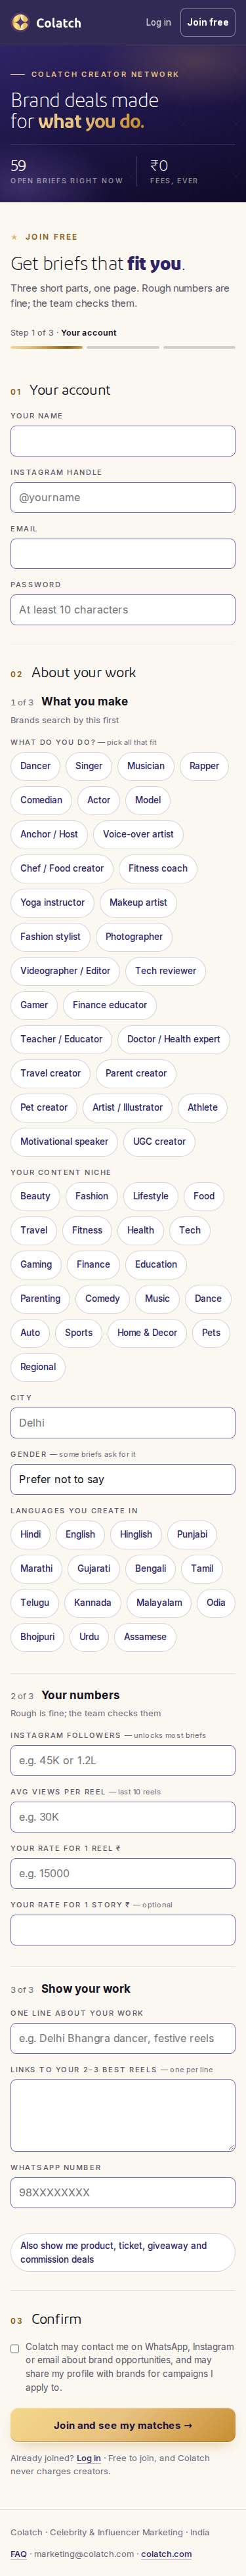 Colatch Log in Join free
COLATCH CREATOR NETWORK
Brand deals made
for what you do.
59 ₹0
OPEN BRIEFS RIGHT NOW FEES, EVER
★ JOIN FREE
Get briefs that fit you.
Three short parts, one page. Rough numbers are
fine; the team checks them.
Step 1 of 3 · Your account
01 Your account
YOUR NAME
INSTAGRAM HANDLE
@yourname
EMAIL
PASSWORD
At least 10 characters
02 About your work
1 of 3 What you make
Brands search by this first
WHAT DO YOU DO? — pick all that fit
Dancer Singer Musician Rapper
Comedian Actor Model
Anchor / Host Voice-over artist
Chef / Food creator Fitness coach
Yoga instructor Makeup artist
Fashion stylist Photographer
Videographer / Editor Tech reviewer
Gamer Finance educator
Teacher / Educator Doctor / Health expert
Travel creator Parent creator
Pet creator Artist / Illustrator Athlete
Motivational speaker UGC creator
YOUR CONTENT NICHE
Beauty Fashion Lifestyle Food
Travel Fitness Health Tech
Gaming Finance Education
Parenting Comedy Music Dance
Auto Sports Home & Decor Pets
Regional
CITY
Delhi
GENDER — some briefs ask for it
Prefer not to say
LANGUAGES YOU CREATE IN
Hindi English Hinglish Punjabi
Marathi Gujarati Bengali Tamil
Telugu Kannada Malayalam Odia
Bhojpuri Urdu Assamese
2 of 3 Your numbers
Rough is fine; the team checks them
INSTAGRAM FOLLOWERS — unlocks most briefs
e.g. 45K or 1.2L
AVG VIEWS PER REEL — last 10 reels
e.g. 30K
YOUR RATE FOR 1 REEL ₹
e.g. 15000
YOUR RATE FOR 1 STORY ₹ — optional
3 of 3 Show your work
ONE LINE ABOUT YOUR WORK
e.g. Delhi Bhangra dancer, festive reels
LINKS TO YOUR 2–3 BEST REELS — one per line
WHATSAPP NUMBER
98XXXXXXXX
Also show me product, ticket, giveaway and
commission deals
03 Confirm
Colatch may contact me on WhatsApp, Instagram
or email about brand opportunities, and may
share my profile with brands for campaigns I
apply to.
Join and see my matches →
Already joined? Log in · Free to join, and Colatch
never charges creators.
Colatch · Celebrity & Influencer Marketing · India
FAQ · marketing@colatch.com · colatch.com